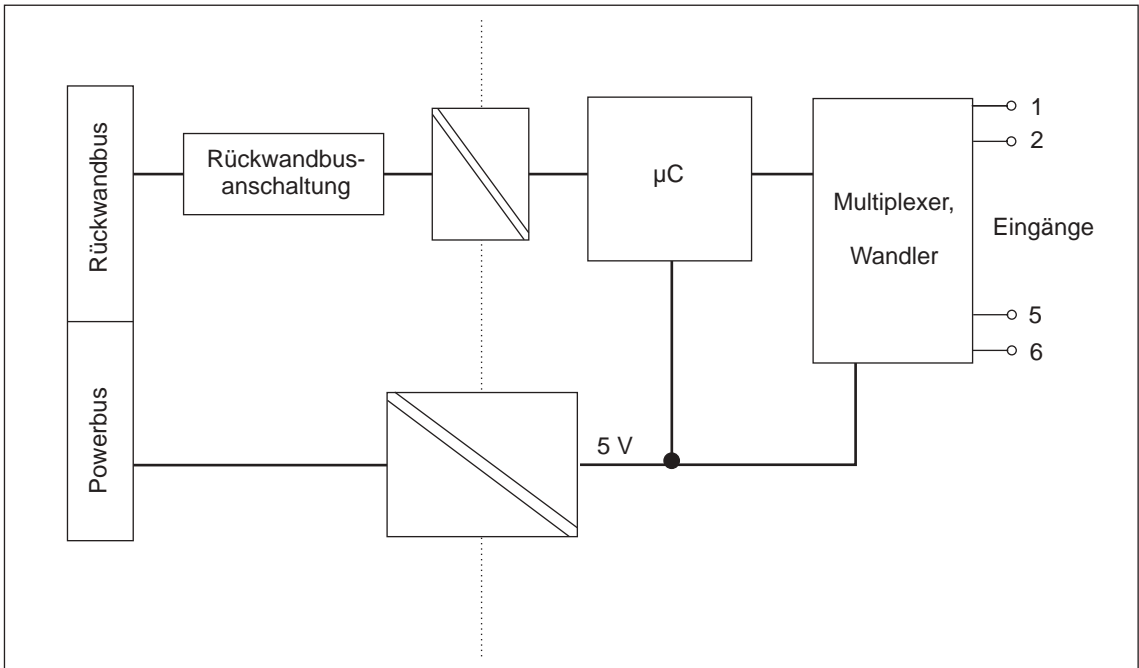 Rückwandbus
Powerbus
Rückwandbus-
anschaltung
µC
Multiplexer,
Wandler
1
2
Eingänge
5
6
5 V